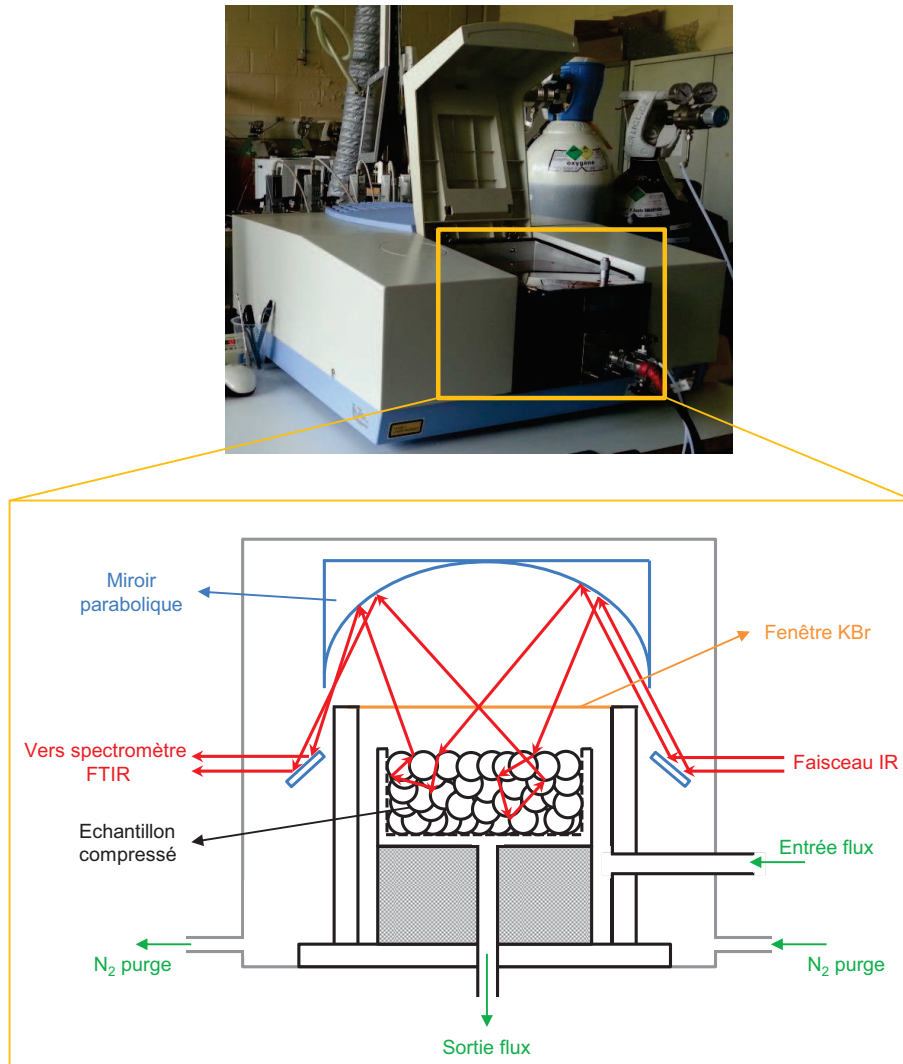 oxygène
Miroir
parabolique
Fenêtre KBr
Vers spectromètre
FTIR
Faisceau IR
Echantillon
compressé
Entrée flux
N₂ purge
N₂ purge
Sortie flux